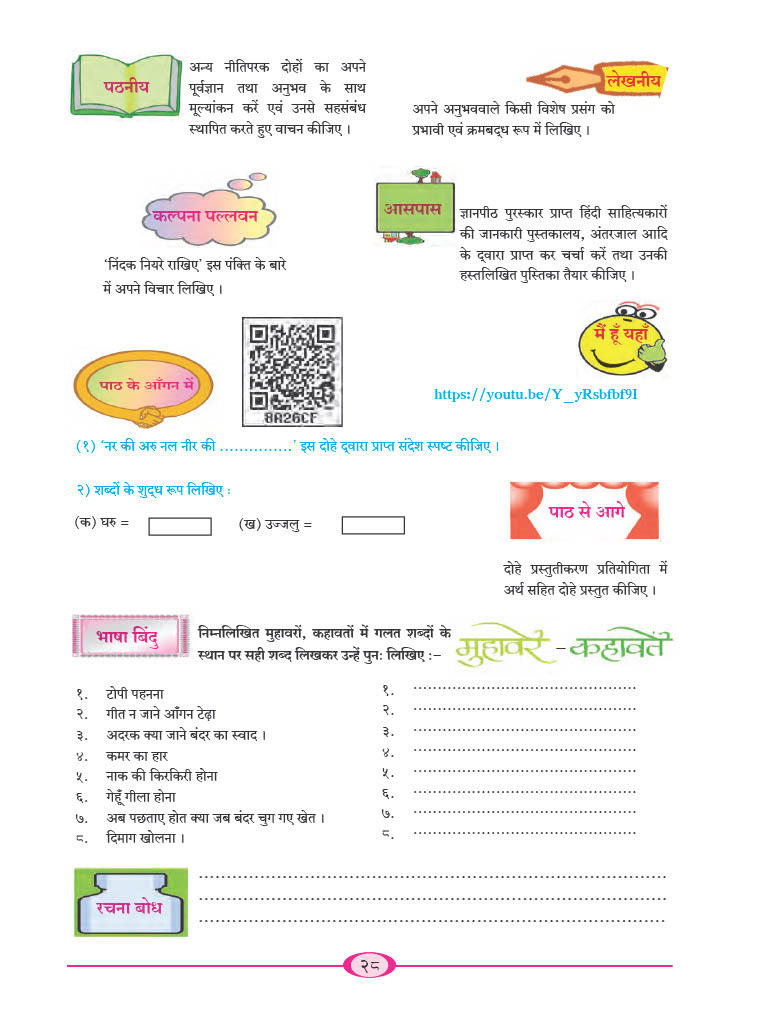 पठनीय
अन्य नीतिपरक दोहों का अपने
पूर्वज्ञान तथा अनुभव के साथ
मूल्यांकन करें एवं उनसे सहसंबंध
स्थापित करते हुए वाचन कीजिए ।
लेखनीय
अपने अनुभववाले किसी विशेष प्रसंग को
प्रभावी एवं क्रमबद्ध रूप में लिखिए ।
कल्पना पल्लवन
‘निंदक नियरे राखिए’ इस पंक्ति के बारे
में अपने विचार लिखिए ।
आसपास
ज्ञानपीठ पुरस्कार प्राप्त हिंदी साहित्यकारों
की जानकारी पुस्तकालय, अंतरजाल आदि
के द्वारा प्राप्त कर चर्चा करें तथा उनकी
हस्तलिखित पुस्तिका तैयार कीजिए ।
पाठ के आँगन में
8A26CF
मैं हूँ यहाँ
https://youtu.be/Y_yRsbfbf9I
(१) ‘नर की अरु नल नीर की ...............’ इस दोहे द्वारा प्राप्त संदेश स्पष्ट कीजिए ।
२) शब्दों के शुद्ध रूप लिखिए :
(क) घरु = (ख) उज्जलु =
पाठ से आगे
दोहे प्रस्तुतीकरण प्रतियोगिता में
अर्थ सहित दोहे प्रस्तुत कीजिए ।
भाषा बिंदु
निम्नलिखित मुहावरों, कहावतों में गलत शब्दों के
स्थान पर सही शब्द लिखकर उन्हें पुनः लिखिए :–
मुहावरे – कहावतें
१. टोपी पहनना
२. गीत न जाने आँगन टेढ़ा
३. अदरक क्या जाने बंदर का स्वाद ।
४. कमर का हार
५. नाक की किरकिरी होना
६. गेहूँ गीला होना
७. अब पछताए होत क्या जब बंदर चुग गए खेत ।
८. दिमाग खोलना ।
१. .............................................
२. .............................................
३. .............................................
४. .............................................
५. .............................................
६. .............................................
७. .............................................
८. .............................................
रचना बोध
.....................................................................................
.....................................................................................
.....................................................................................
२८